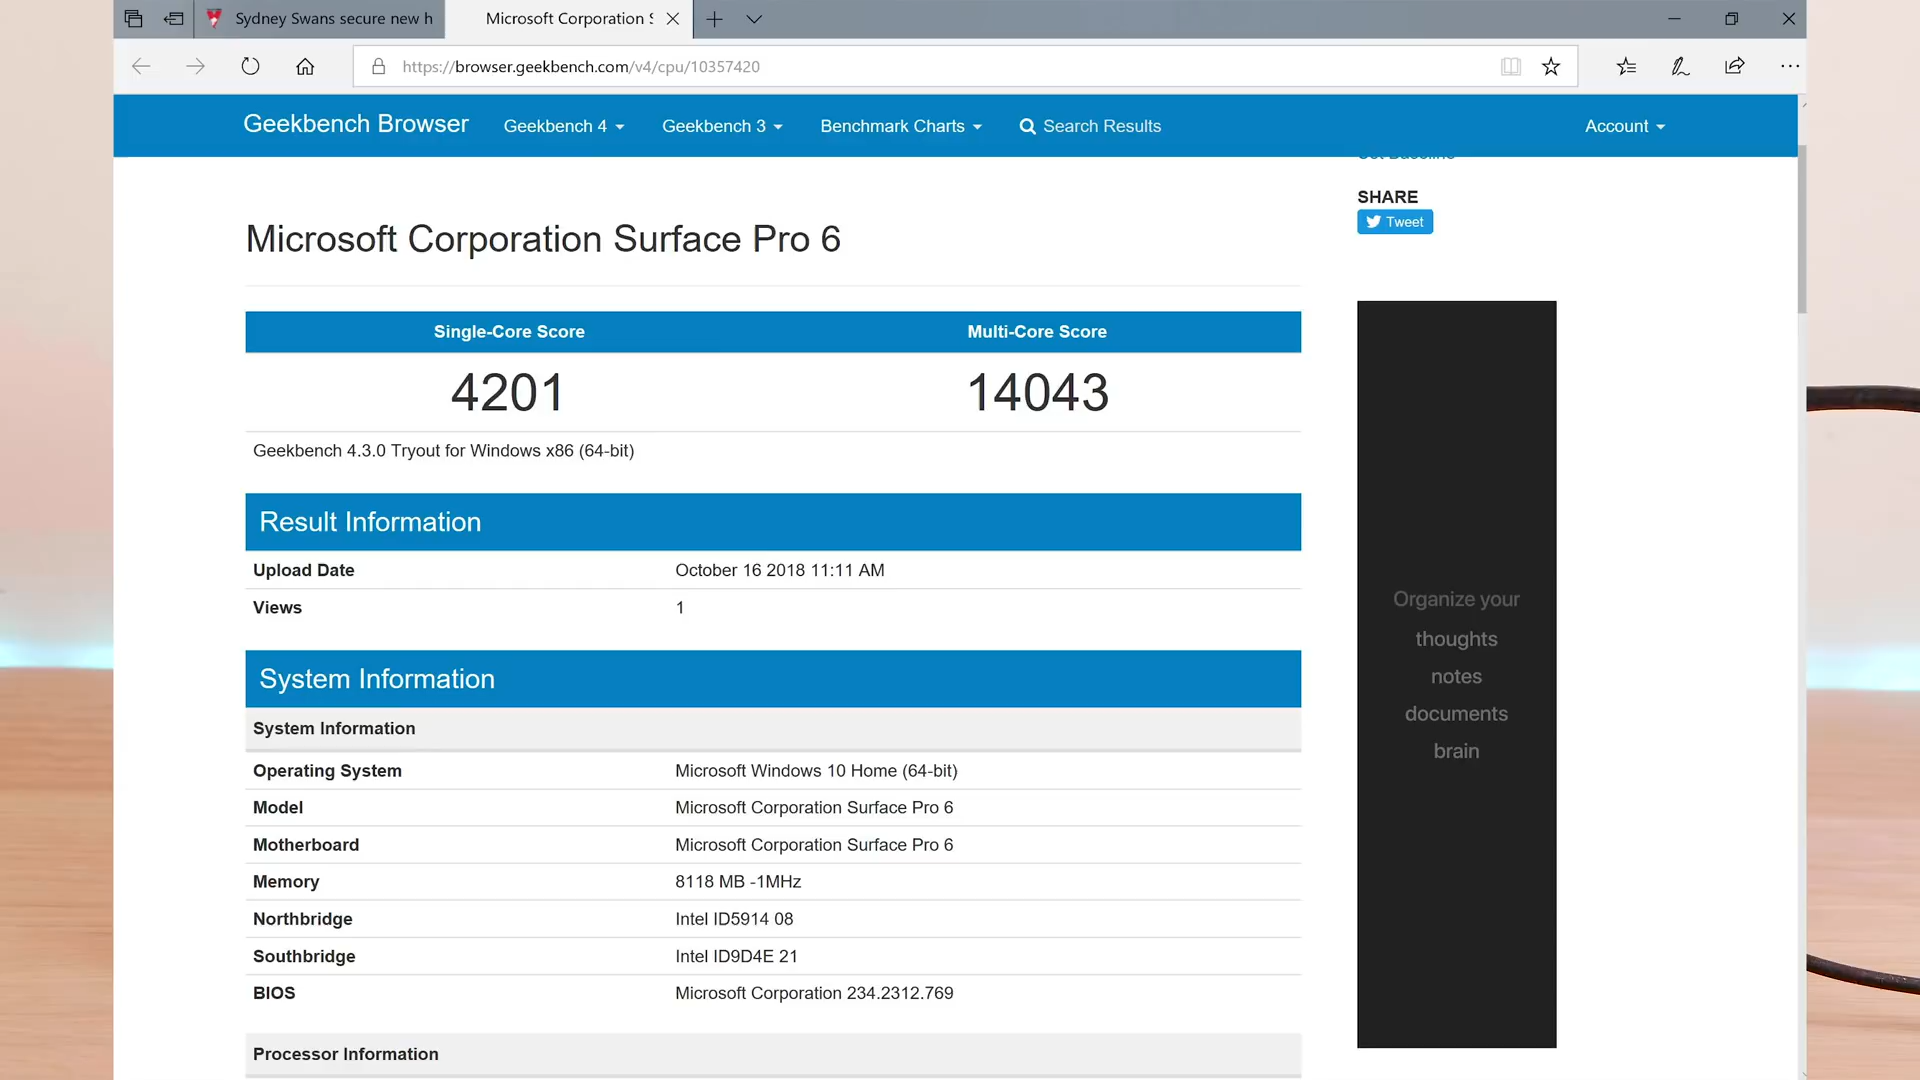 Sydney Swans secure new h
Microsoft Corporation S
https://browser.geekbench.com/v4/cpu/10357420
Geekbench Browser
Geekbench 4
Geekbench 3
Benchmark Charts
Search Results
Account
SHARE
Tweet
Microsoft Corporation Surface Pro 6
Single-Core Score
Multi-Core Score
4201
14043
Geekbench 4.3.0 Tryout for Windows x86 (64-bit)
Result Information
Upload Date
October 16 2018 11:11 AM
Views
1
System Information
System Information
Operating System
Microsoft Windows 10 Home (64-bit)
Model
Microsoft Corporation Surface Pro 6
Motherboard
Microsoft Corporation Surface Pro 6
Memory
8118 MB -1MHz
Northbridge
Intel ID5914 08
Southbridge
Intel ID9D4E 21
BIOS
Microsoft Corporation 234.2312.769
Processor Information
Organize your
thoughts
notes
documents
brain